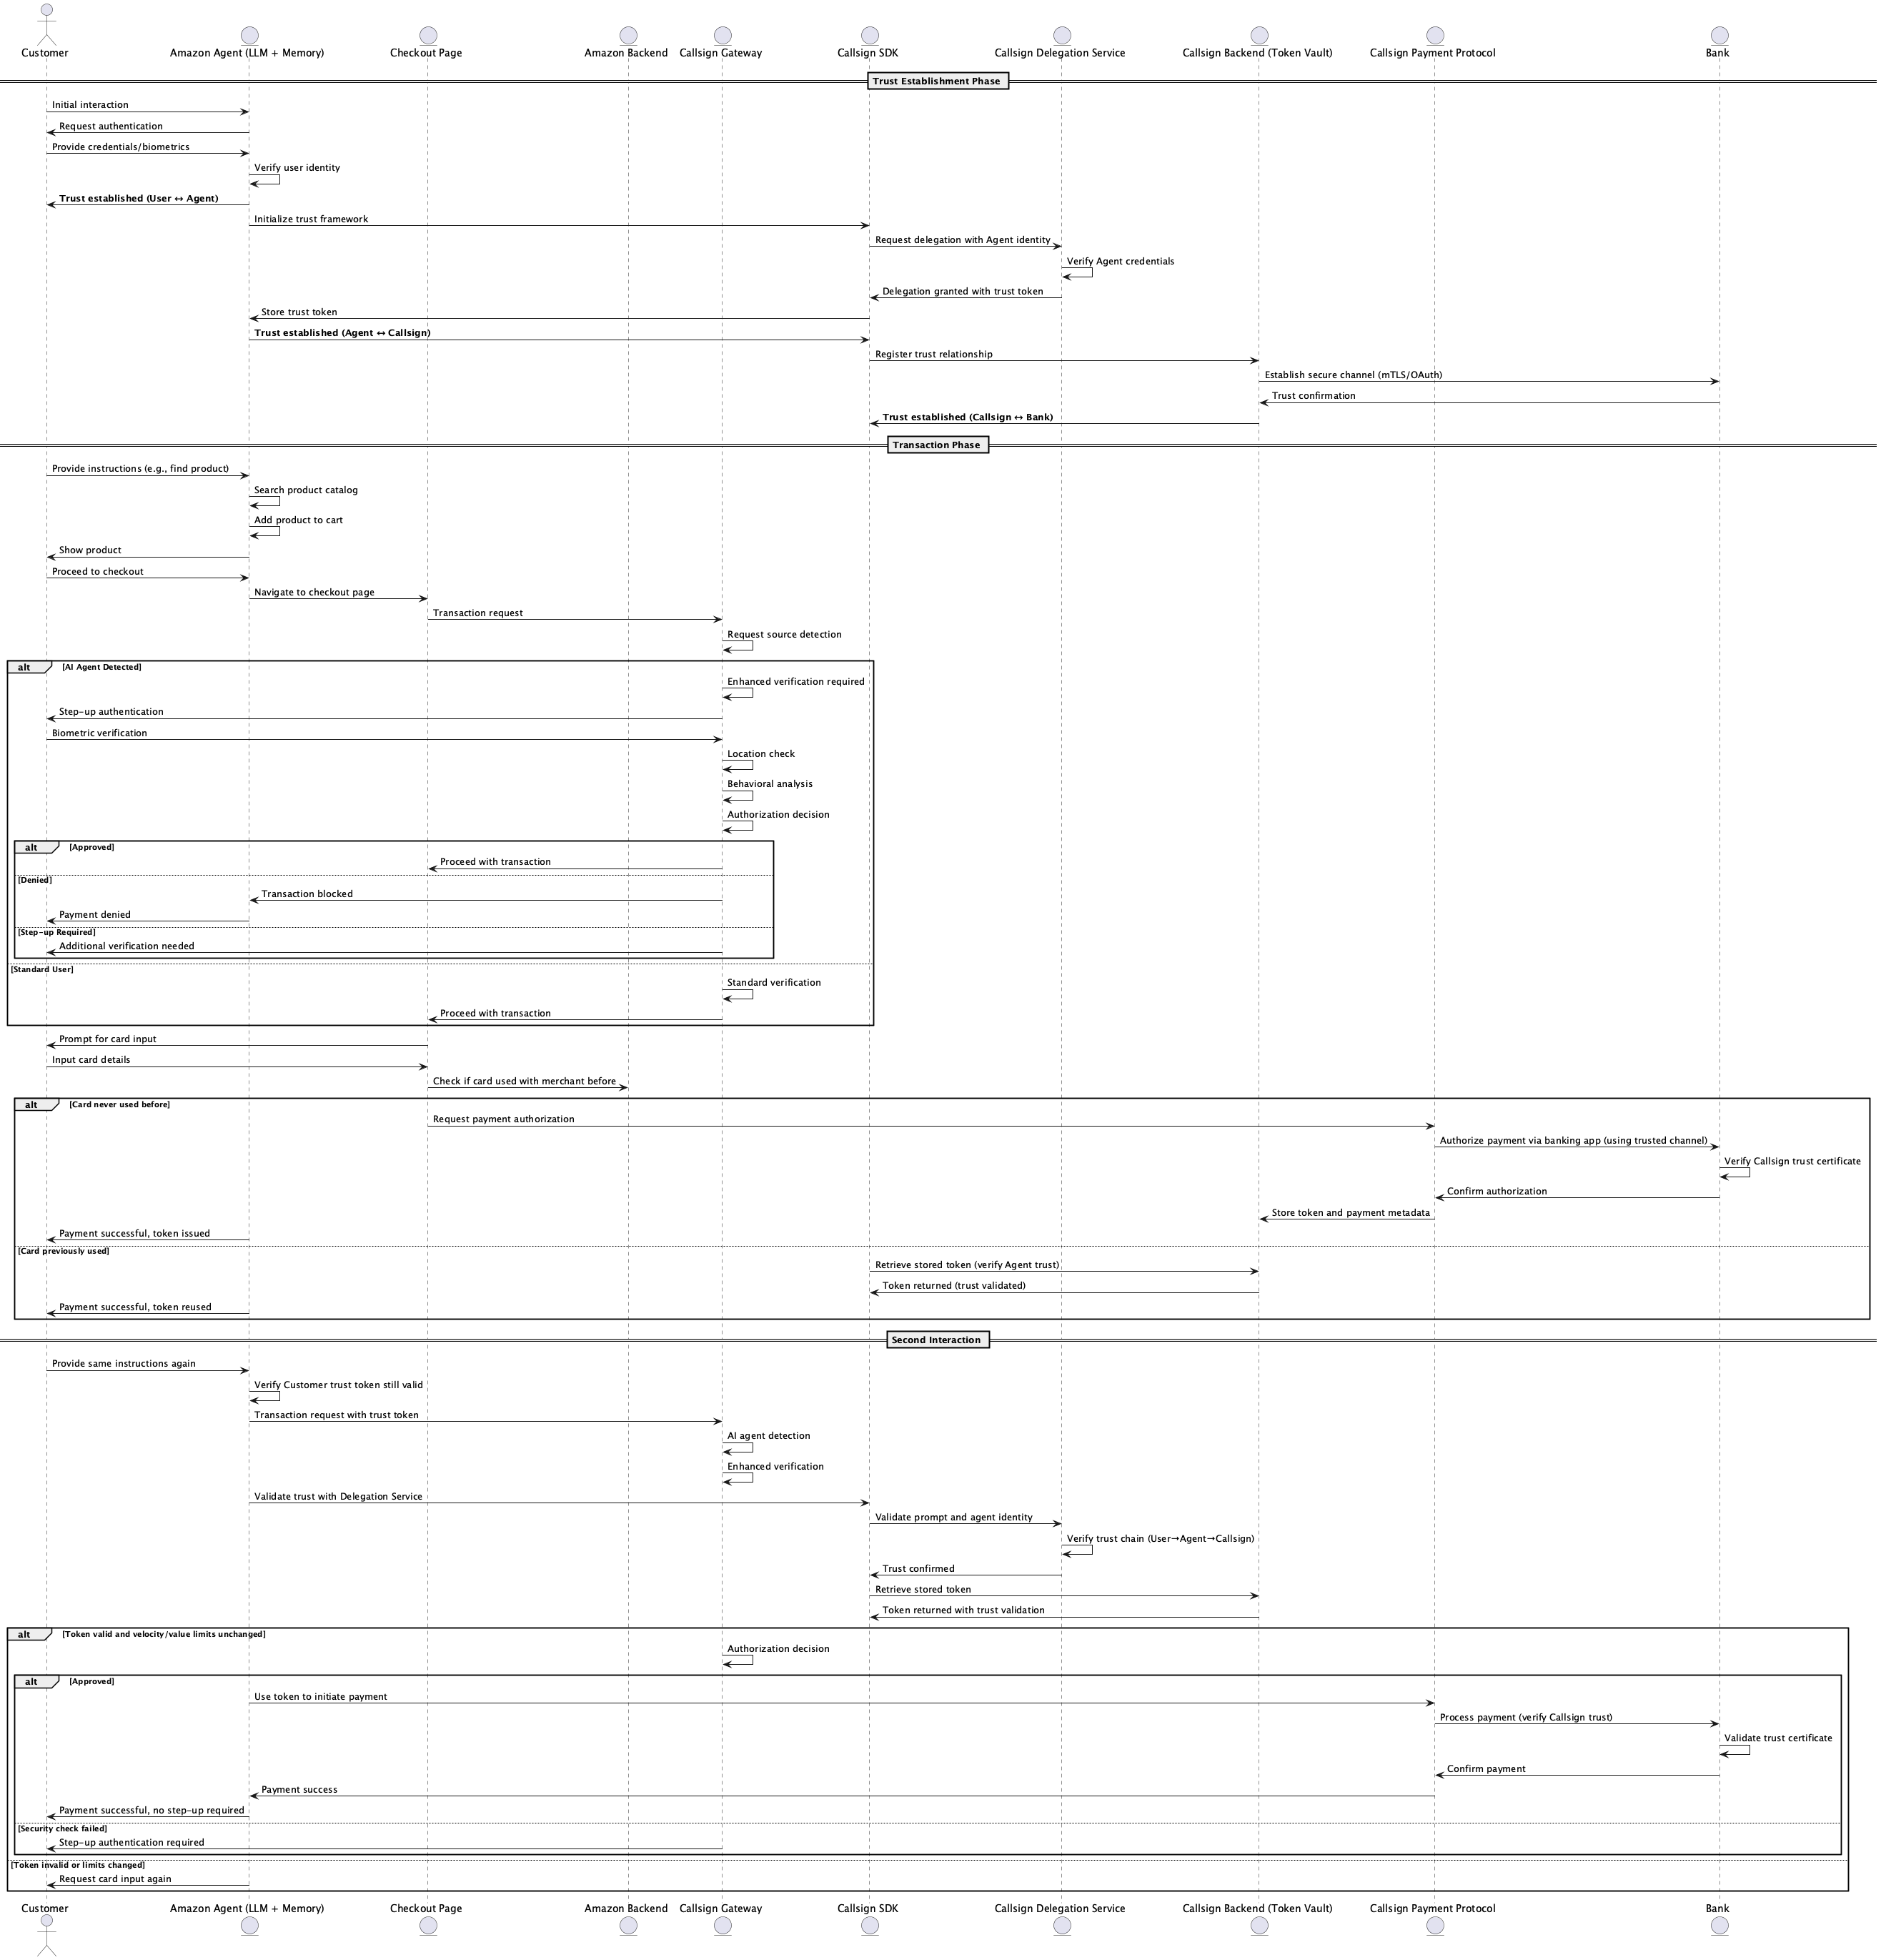 Customer
Amazon Agent (LLM + Memory)
Checkout Page
Amazon Backend
Callsign Gateway
Callsign SDK
Callsign Delegation Service
Callsign Backend (Token Vault)
Callsign Payment Protocol
Bank
Trust Establishment Phase
Initial interaction
Request authentication
Provide credentials/biometrics
Verify user identity
Trust established (User ↔ Agent)
Initialize trust framework
Request delegation with Agent identity
Verify Agent credentials
Delegation granted with trust token
Store trust token
Trust established (Agent ↔ Callsign)
Register trust relationship
Establish secure channel (mTLS/OAuth)
Trust confirmation
Trust established (Callsign ↔ Bank)
Transaction Phase
Provide instructions (e.g., find product)
Search product catalog
Add product to cart
Show product
Proceed to checkout
Navigate to checkout page
Transaction request
Request source detection
alt [AI Agent Detected]
Enhanced verification required
Step-up authentication
Biometric verification
Location check
Behavioral analysis
Authorization decision
alt [Approved]
Proceed with transaction
[Denied]
Transaction blocked
Payment denied
[Step-up Required]
Additional verification needed
[Standard User]
Standard verification
Proceed with transaction
Prompt for card input
Input card details
Check if card used with merchant before
alt [Card never used before]
Request payment authorization
Authorize payment via banking app (using trusted channel)
Verify Callsign trust certificate
Confirm authorization
Store token and payment metadata
Payment successful, token issued
[Card previously used]
Retrieve stored token (verify Agent trust)
Token returned (trust validated)
Payment successful, token reused
Second Interaction
Provide same instructions again
Verify Customer trust token still valid
Transaction request with trust token
AI agent detection
Enhanced verification
Validate trust with Delegation Service
Validate prompt and agent identity
Verify trust chain (User→Agent→Callsign)
Trust confirmed
Retrieve stored token
Token returned with trust validation
alt [Token valid and velocity/value limits unchanged]
Authorization decision
alt [Approved]
Use token to initiate payment
Process payment (verify Callsign trust)
Validate trust certificate
Confirm payment
Payment success
Payment successful, no step-up required
[Security check failed]
Step-up authentication required
[Token invalid or limits changed]
Request card input again
Customer
Amazon Agent (LLM + Memory)
Checkout Page
Amazon Backend
Callsign Gateway
Callsign SDK
Callsign Delegation Service
Callsign Backend (Token Vault)
Callsign Payment Protocol
Bank